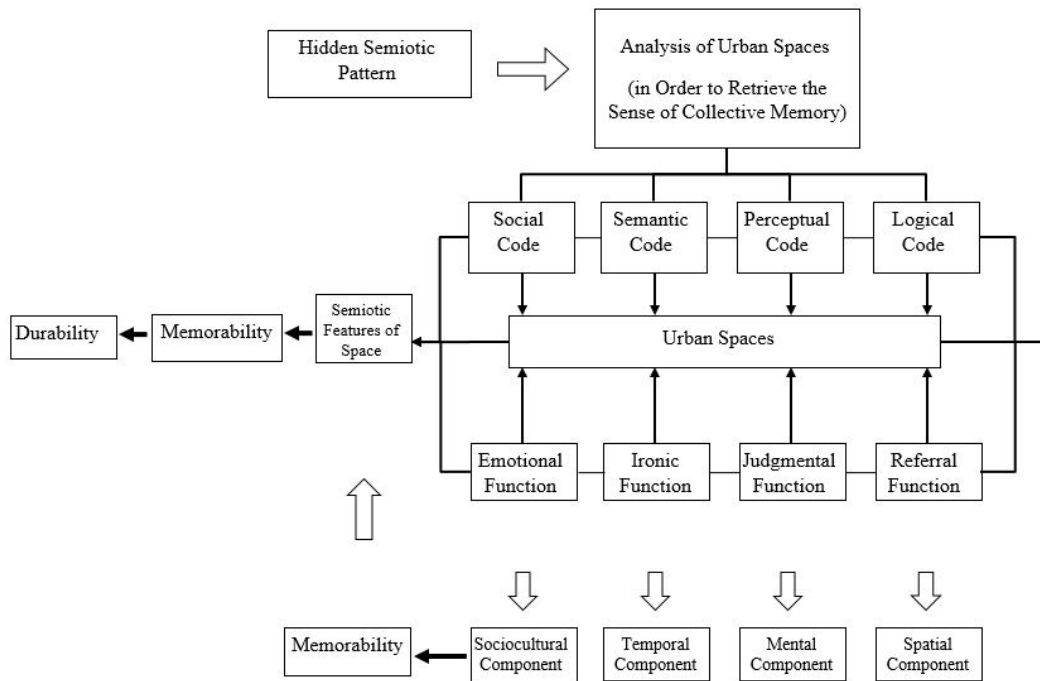 Hidden Semiotic
Pattern
Analysis of Urban Spaces
(in Order to Retrieve the
Sense of Collective Memory)
Social
Code
Semantic
Code
Perceptual
Code
Logical
Code
Durability
Memorability
Semiotic
Features of
Space
Urban Spaces
Emotional
Function
Ironic
Function
Judgmental
Function
Referral
Function
Memorability
Sociocultural
Component
Temporal
Component
Mental
Component
Spatial
Component